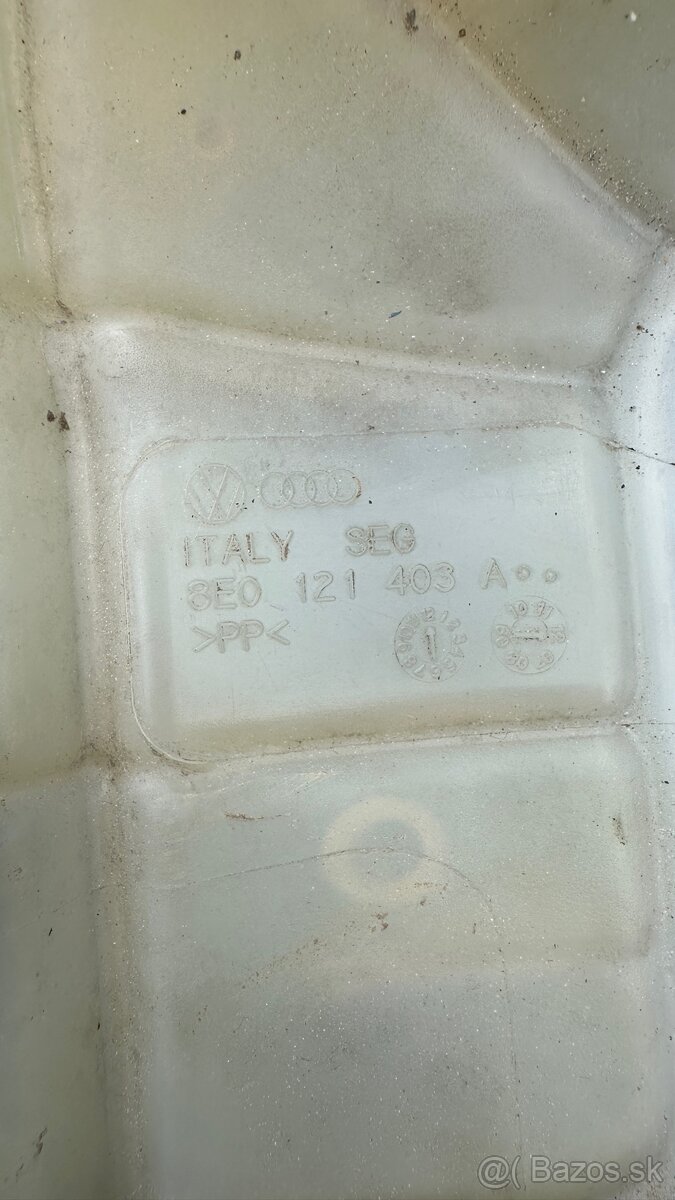 ITALY SEG
8E0 121 403 A
>PP<
@( Bazos.sk